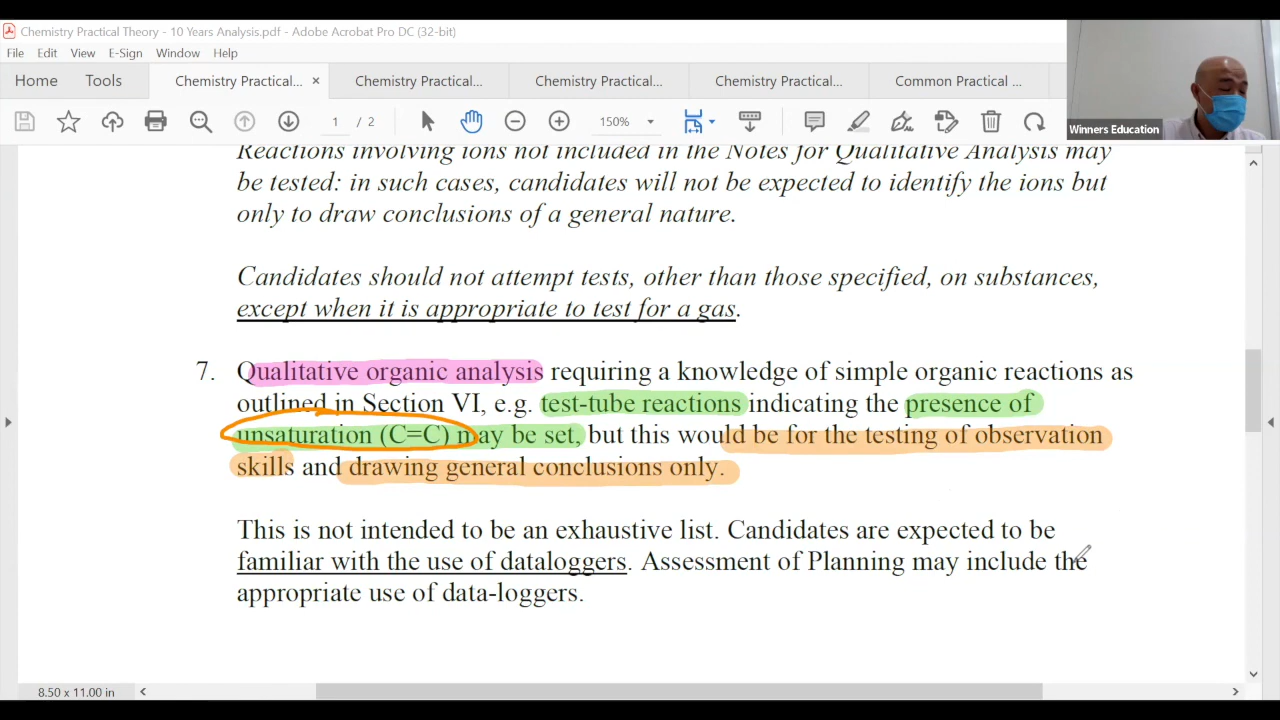 Chemistry Practical Theory - 10 Years Analysis.pdf - Adobe Acrobat Pro DC (32-bit)
File Edit View E-Sign Window Help
Home Tools Chemistry Practical... × Chemistry Practical... Chemistry Practical... Chemistry Practical... Common Practical ...
1 / 2 150%
Winners Education
Reactions involving ions not included in the Notes for Qualitative Analysis may
be tested: in such cases, candidates will not be expected to identify the ions but
only to draw conclusions of a general nature.
Candidates should not attempt tests, other than those specified, on substances,
except when it is appropriate to test for a gas.
7. Qualitative organic analysis requiring a knowledge of simple organic reactions as
outlined in Section VI, e.g. test-tube reactions indicating the presence of
unsaturation (C=C) may be set, but this would be for the testing of observation
skills and drawing general conclusions only.
This is not intended to be an exhaustive list. Candidates are expected to be
familiar with the use of dataloggers. Assessment of Planning may include the
appropriate use of data-loggers.
8.50 x 11.00 in